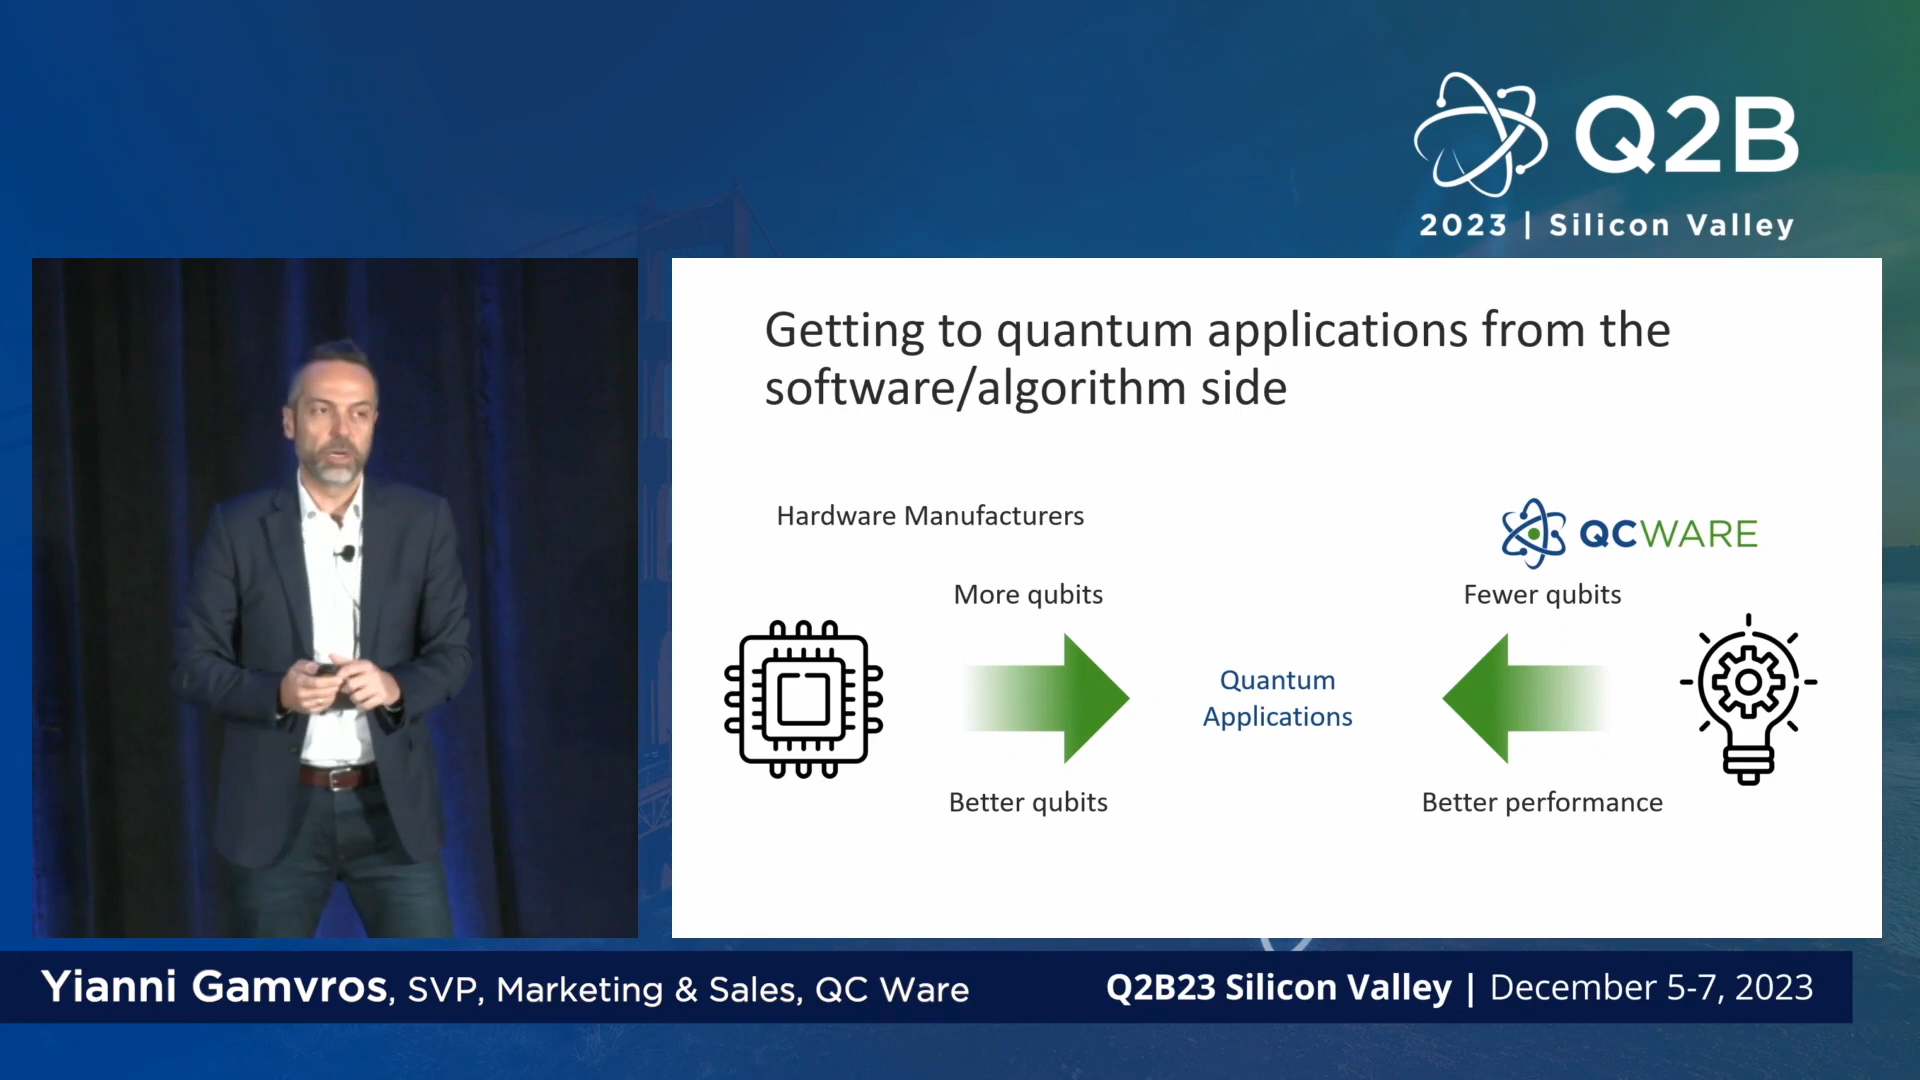 Q2B
2023 | Silicon Valley
Getting to quantum applications from the
software/algorithm side
Hardware Manufacturers
QCWARE
More qubits
Fewer qubits
Quantum
Applications
Better qubits
Better performance
Yianni Gamvros, SVP, Marketing & Sales, QC Ware
Q2B23 Silicon Valley | December 5-7, 2023